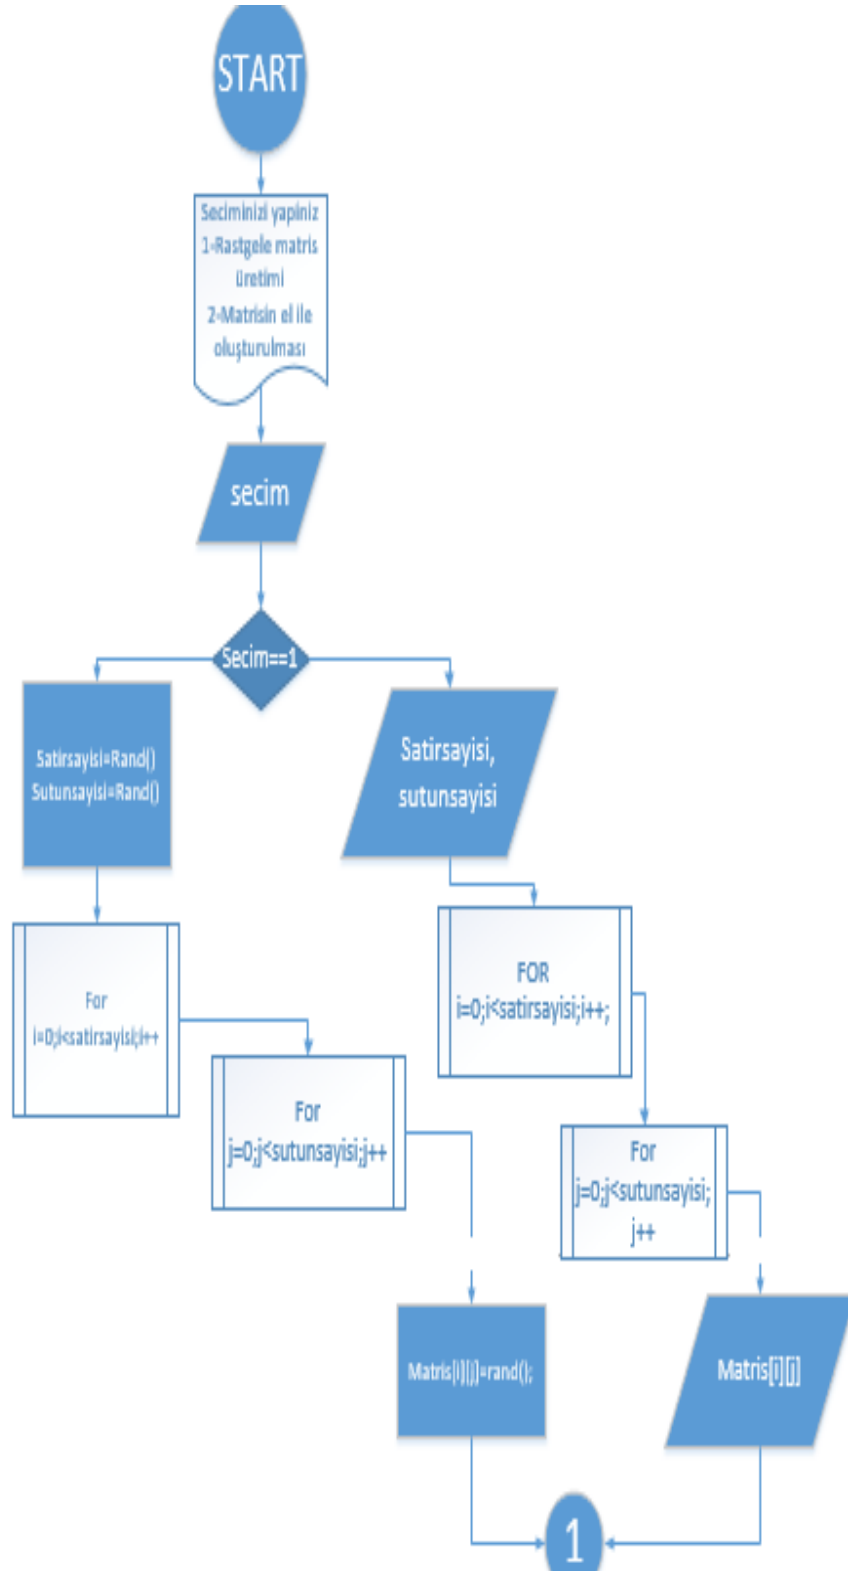 START
Seciminizi yapiniz
1-Rastgele matris
üretimi
2-Matrisin el ile
oluşturulması
secim
Secim==1
Satirsayisi=Rand()
Sutunsayisi=Rand()
Satirsayisi,
sutunsayisi
For
i=0;i<satirsayisi;i++
FOR
i=0;i<satirsayisi;i++;
For
j=0;j<sutunsayisi;j++
For
j=0;j<sutunsayisi;
j++
Matris[i][j]=rand();
Matris[i][j]
1